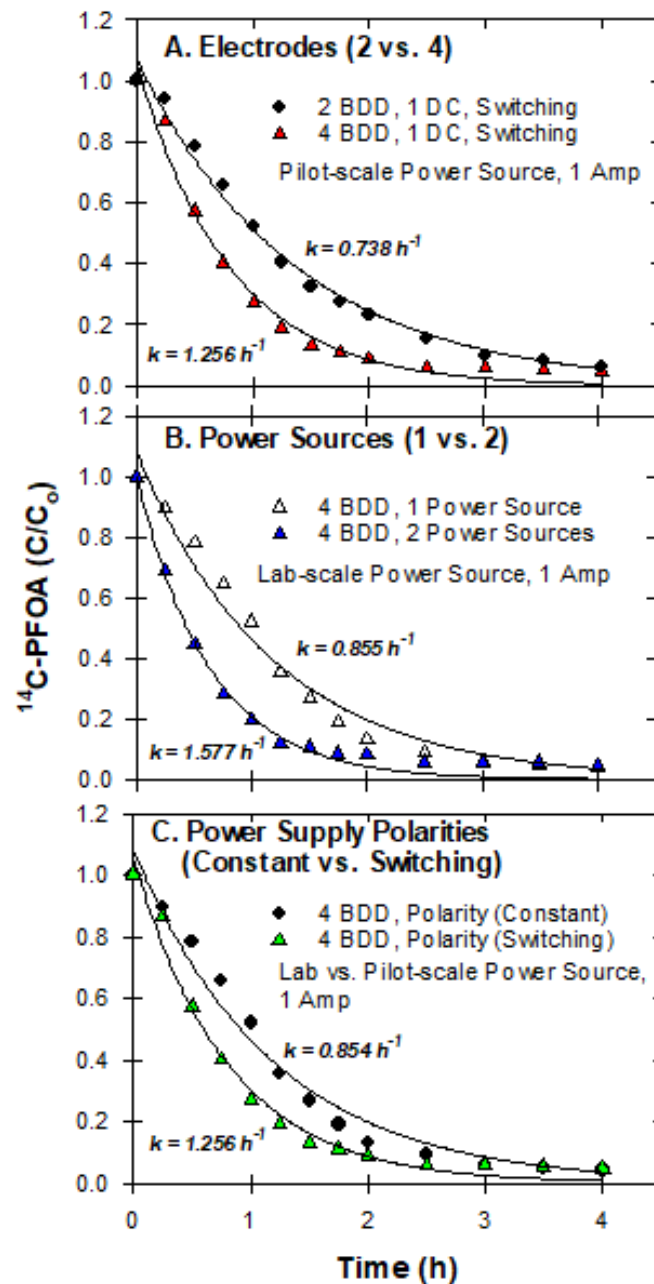 A. Electrodes (2 vs. 4)
2 BDD, 1 DC, Switching
4 BDD, 1 DC, Switching
Pilot-scale Power Source, 1 Amp
k = 0.738 h⁻¹
k = 1.256 h⁻¹
1.2
1.0
0.8
0.6
0.4
0.2
0.0
B. Power Sources (1 vs. 2)
4 BDD, 1 Power Source
4 BDD, 2 Power Sources
Lab-scale Power Source, 1 Amp
k = 0.855 h⁻¹
k = 1.577 h⁻¹
1.2
1.0
0.8
0.6
0.4
0.2
0.0
¹⁴C-PFOA (C/Cₒ)
C. Power Supply Polarities
(Constant vs. Switching)
4 BDD, Polarity (Constant)
4 BDD, Polarity (Switching)
Lab vs. Pilot-scale Power Source,
1 Amp
k = 0.854 h⁻¹
k = 1.256 h⁻¹
1.2
1.0
0.8
0.6
0.4
0.2
0.0
0 1 2 3 4
Time (h)